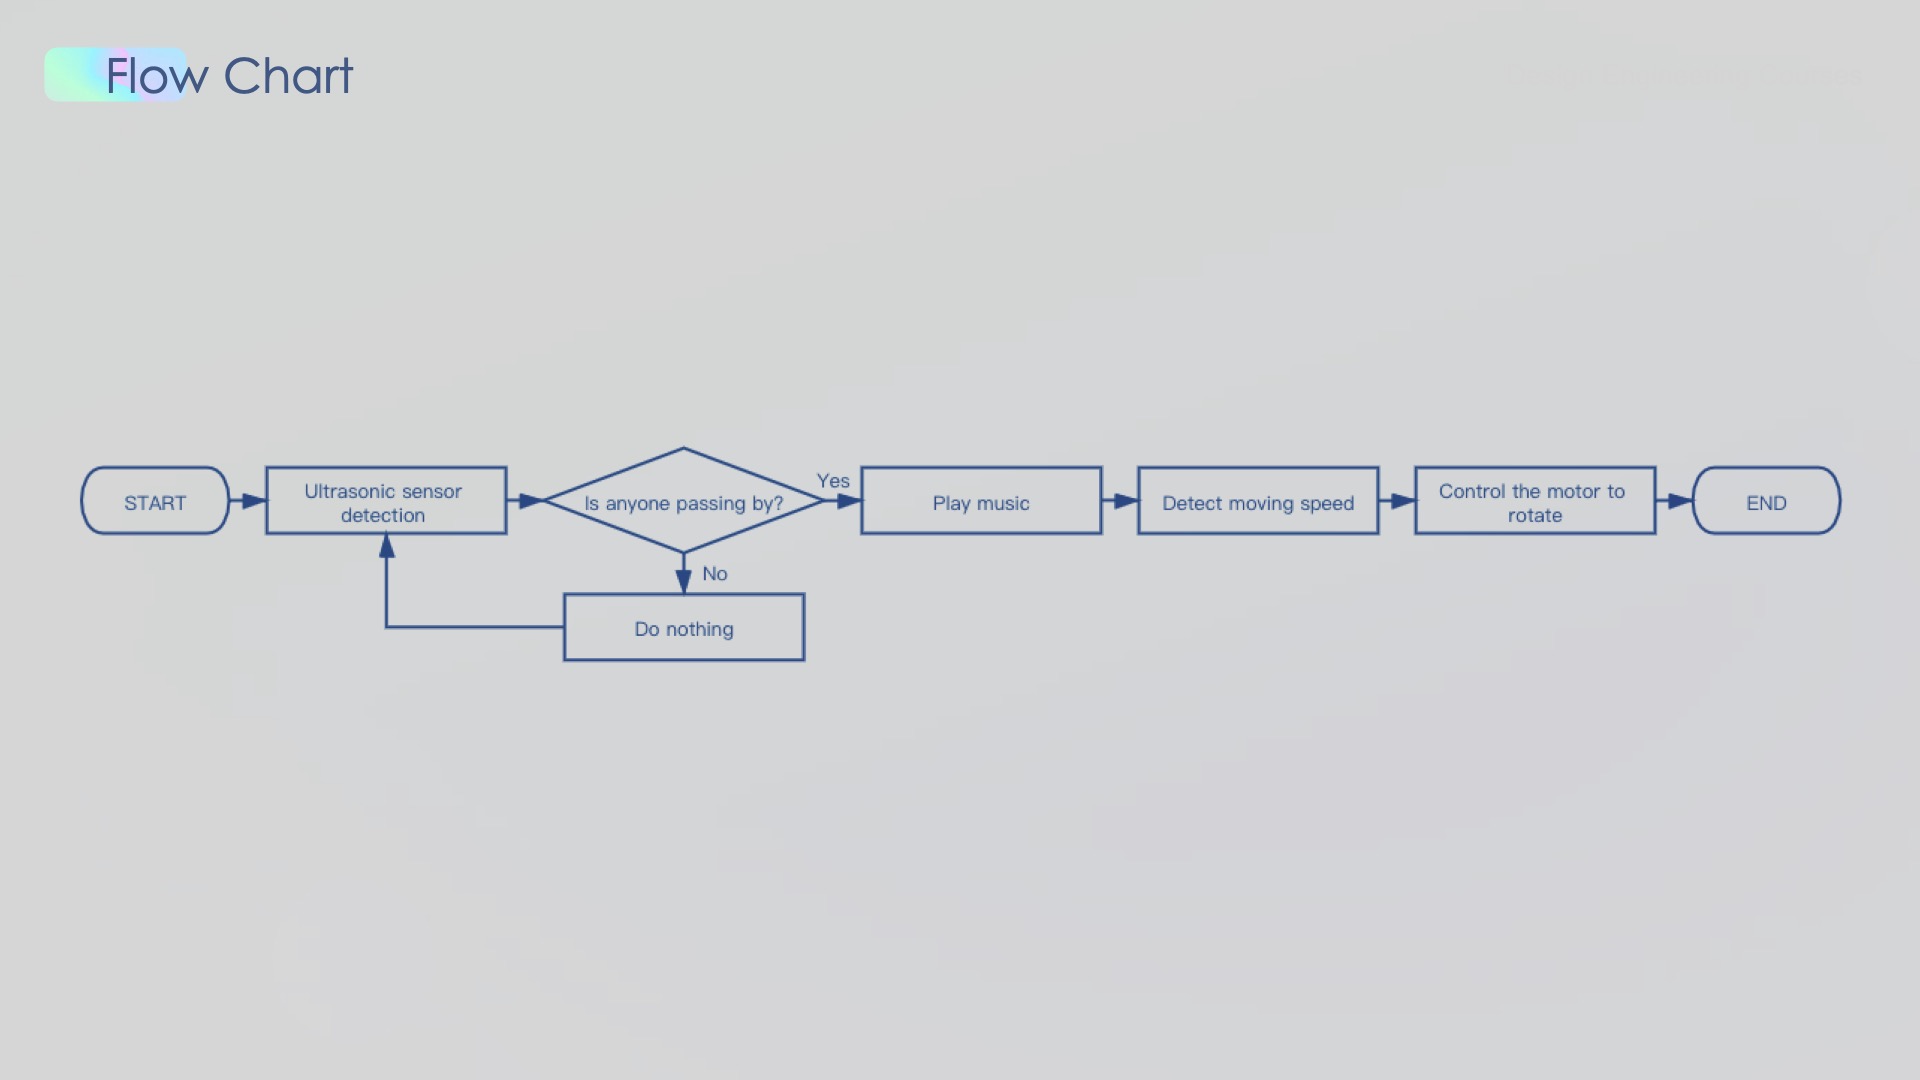 Flow Chart
START
Ultrasonic sensor
detection
Is anyone passing by?
Yes
Play music
Detect moving speed
Control the motor to
rotate
END
No
Do nothing